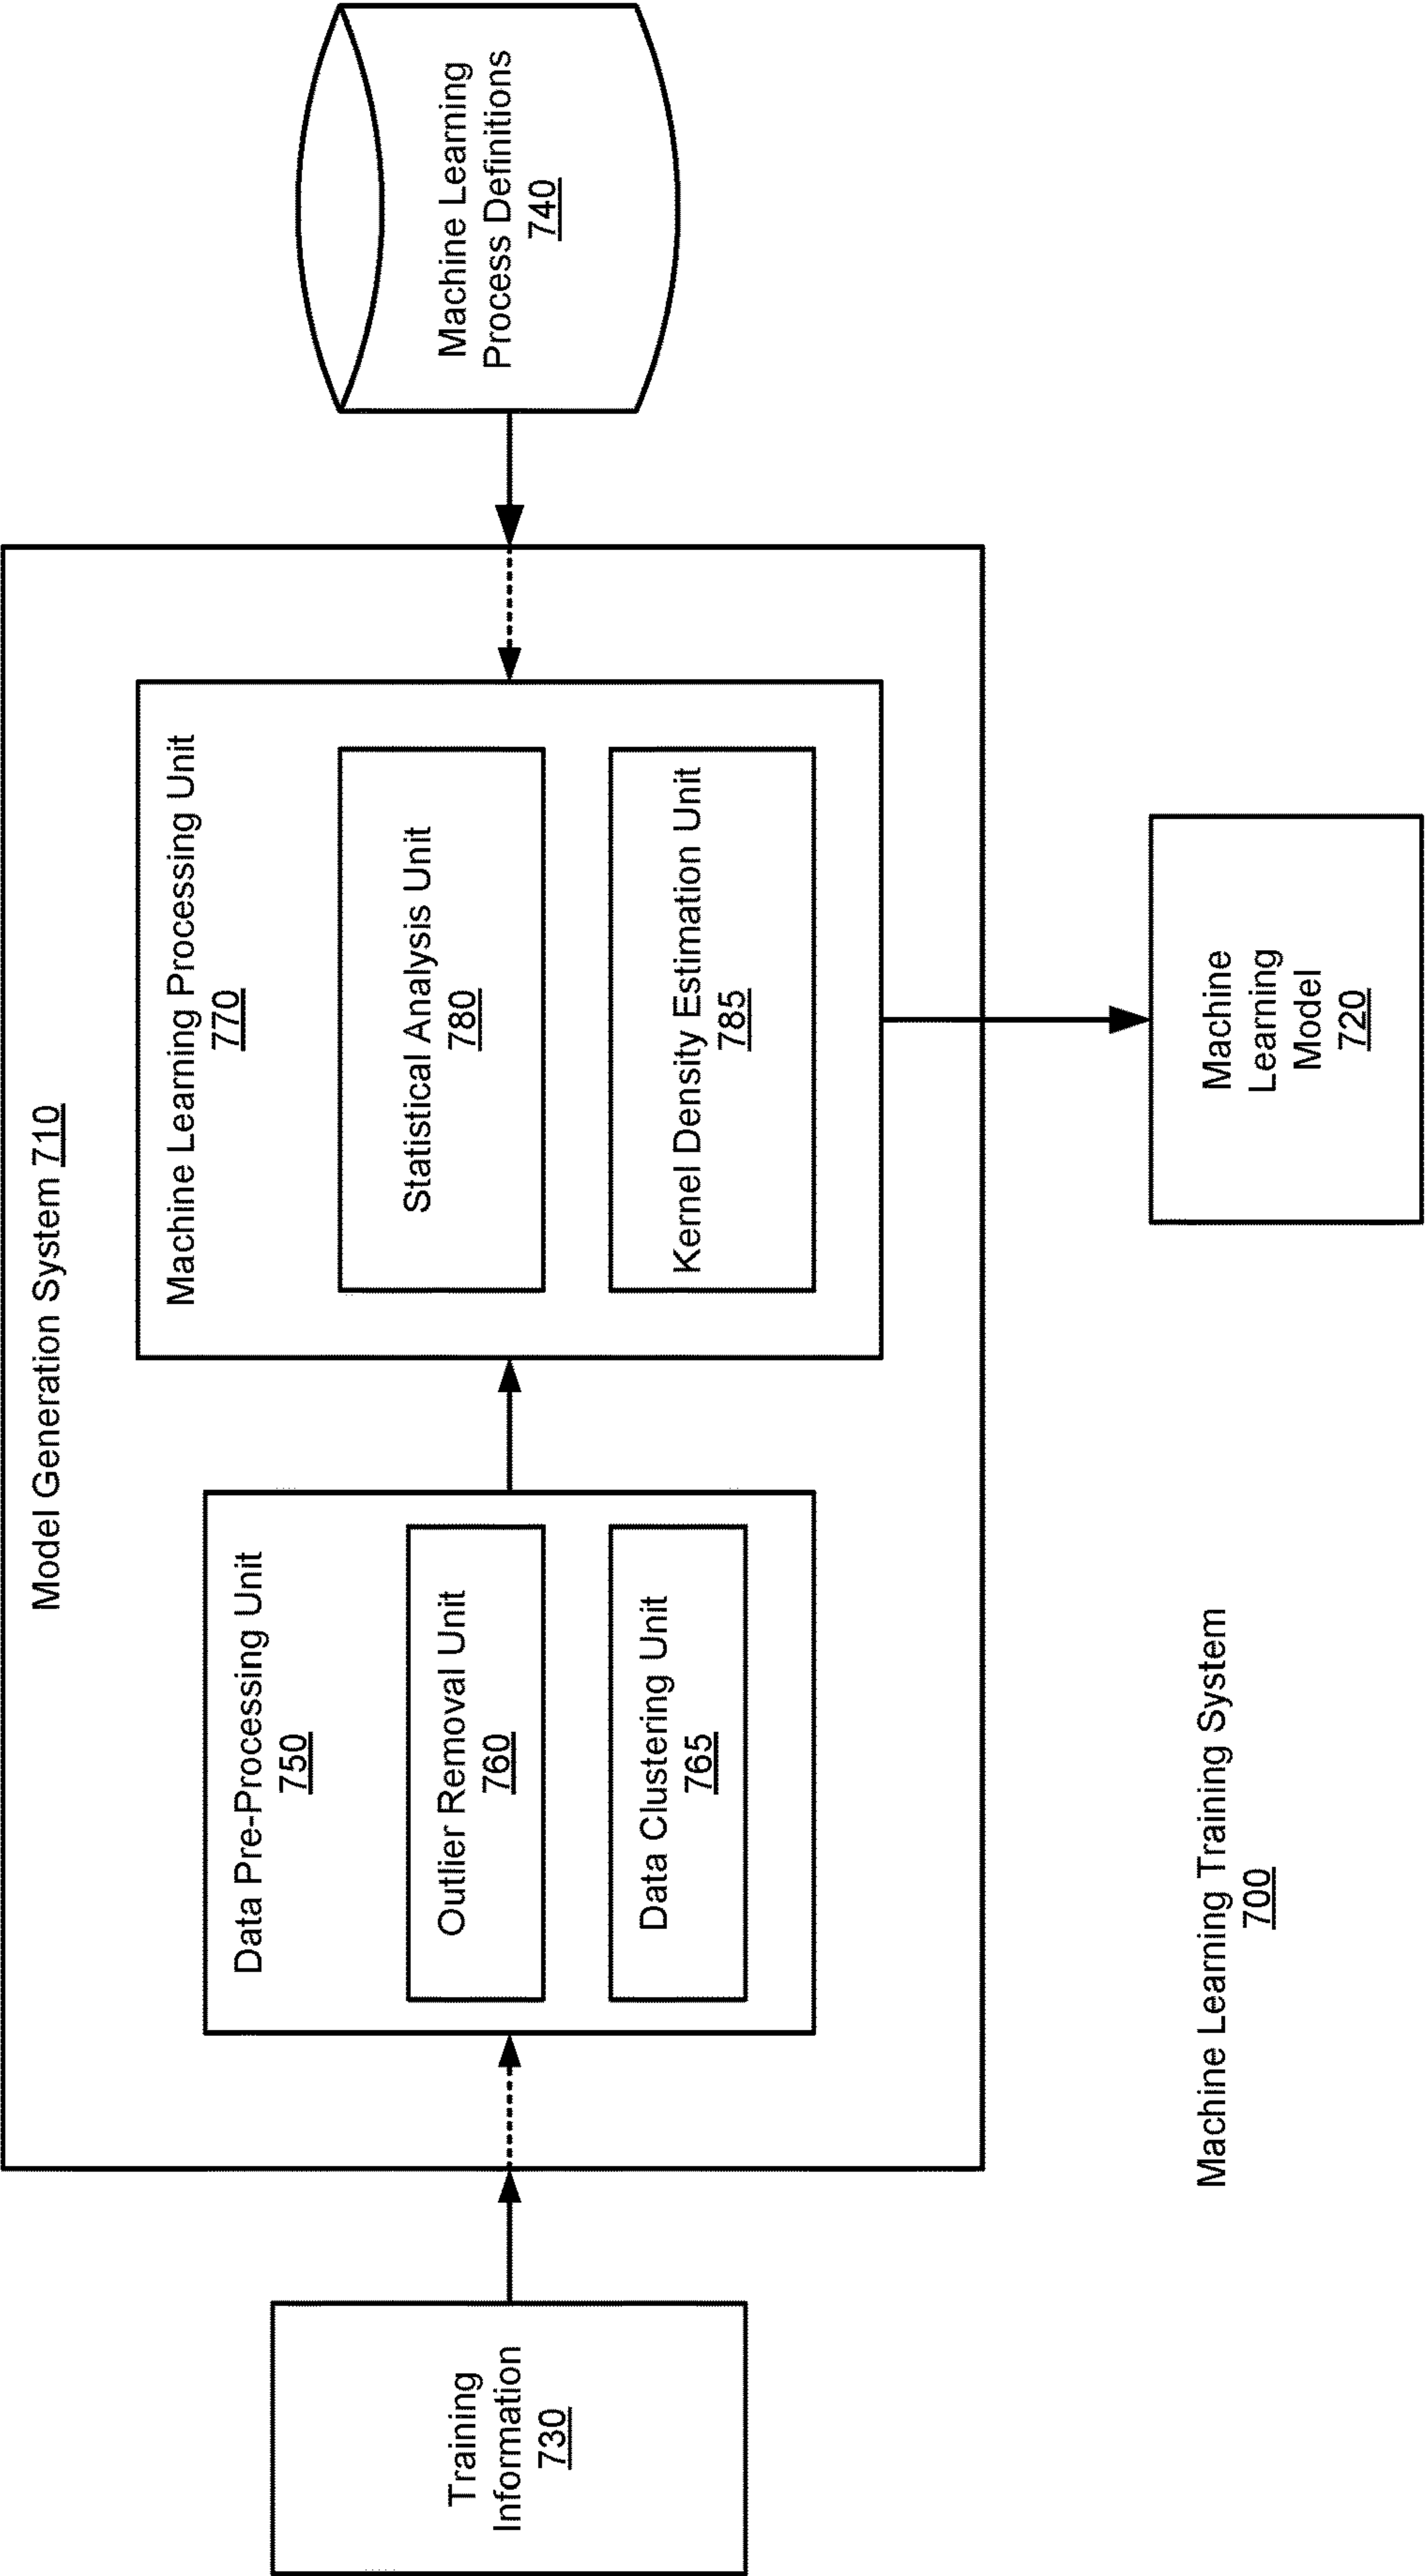 Model Generation System 710
Training
Information
730
Data Pre-Processing Unit
750
Outlier Removal Unit
760
Data Clustering Unit
765
Machine Learning Processing Unit
770
Statistical Analysis Unit
780
Kernel Density Estimation Unit
785
Machine Learning
Process Definitions
740
Machine
Learning
Model
720
Machine Learning Training System
700